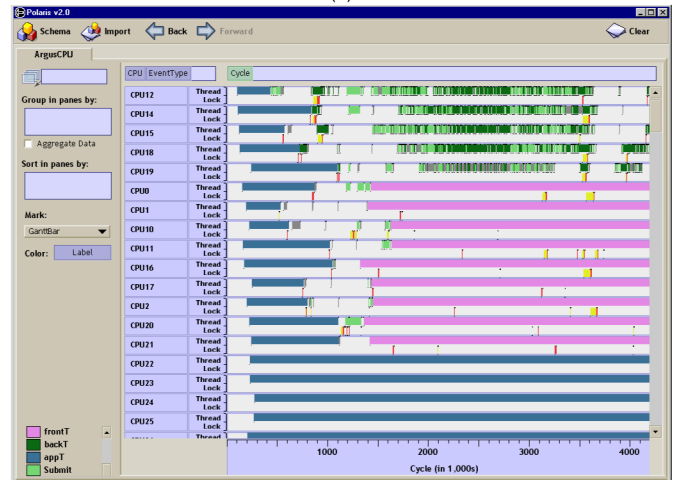 Polaris v2.0
Schema Import Back Forward Clear
ArgusCPU
CPU EventType Cycle
Group in panes by:
Aggregate Data
Sort in panes by:
Mark:
GanttBar
Color: Label
CPU12 Thread
Lock
CPU14 Thread
Lock
CPU15 Thread
Lock
CPU18 Thread
Lock
CPU19 Thread
Lock
CPU0 Thread
Lock
CPU1 Thread
Lock
CPU10 Thread
Lock
CPU11 Thread
Lock
CPU16 Thread
Lock
CPU17 Thread
Lock
CPU2 Thread
Lock
CPU20 Thread
Lock
CPU21 Thread
Lock
CPU22 Thread
Lock
CPU23 Thread
Lock
CPU24 Thread
Lock
CPU25 Thread
Lock
Thread
frontT
backT
appT
Submit
1000 2000 3000 4000
Cycle (in 1,000s)